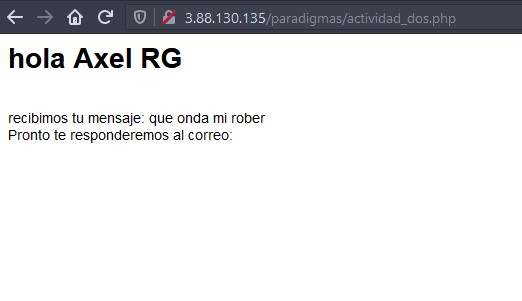 3.88.130.135/paradigmas/actividad_dos.php
hola Axel RG
recibimos tu mensaje: que onda mi rober
Pronto te responderemos al correo: